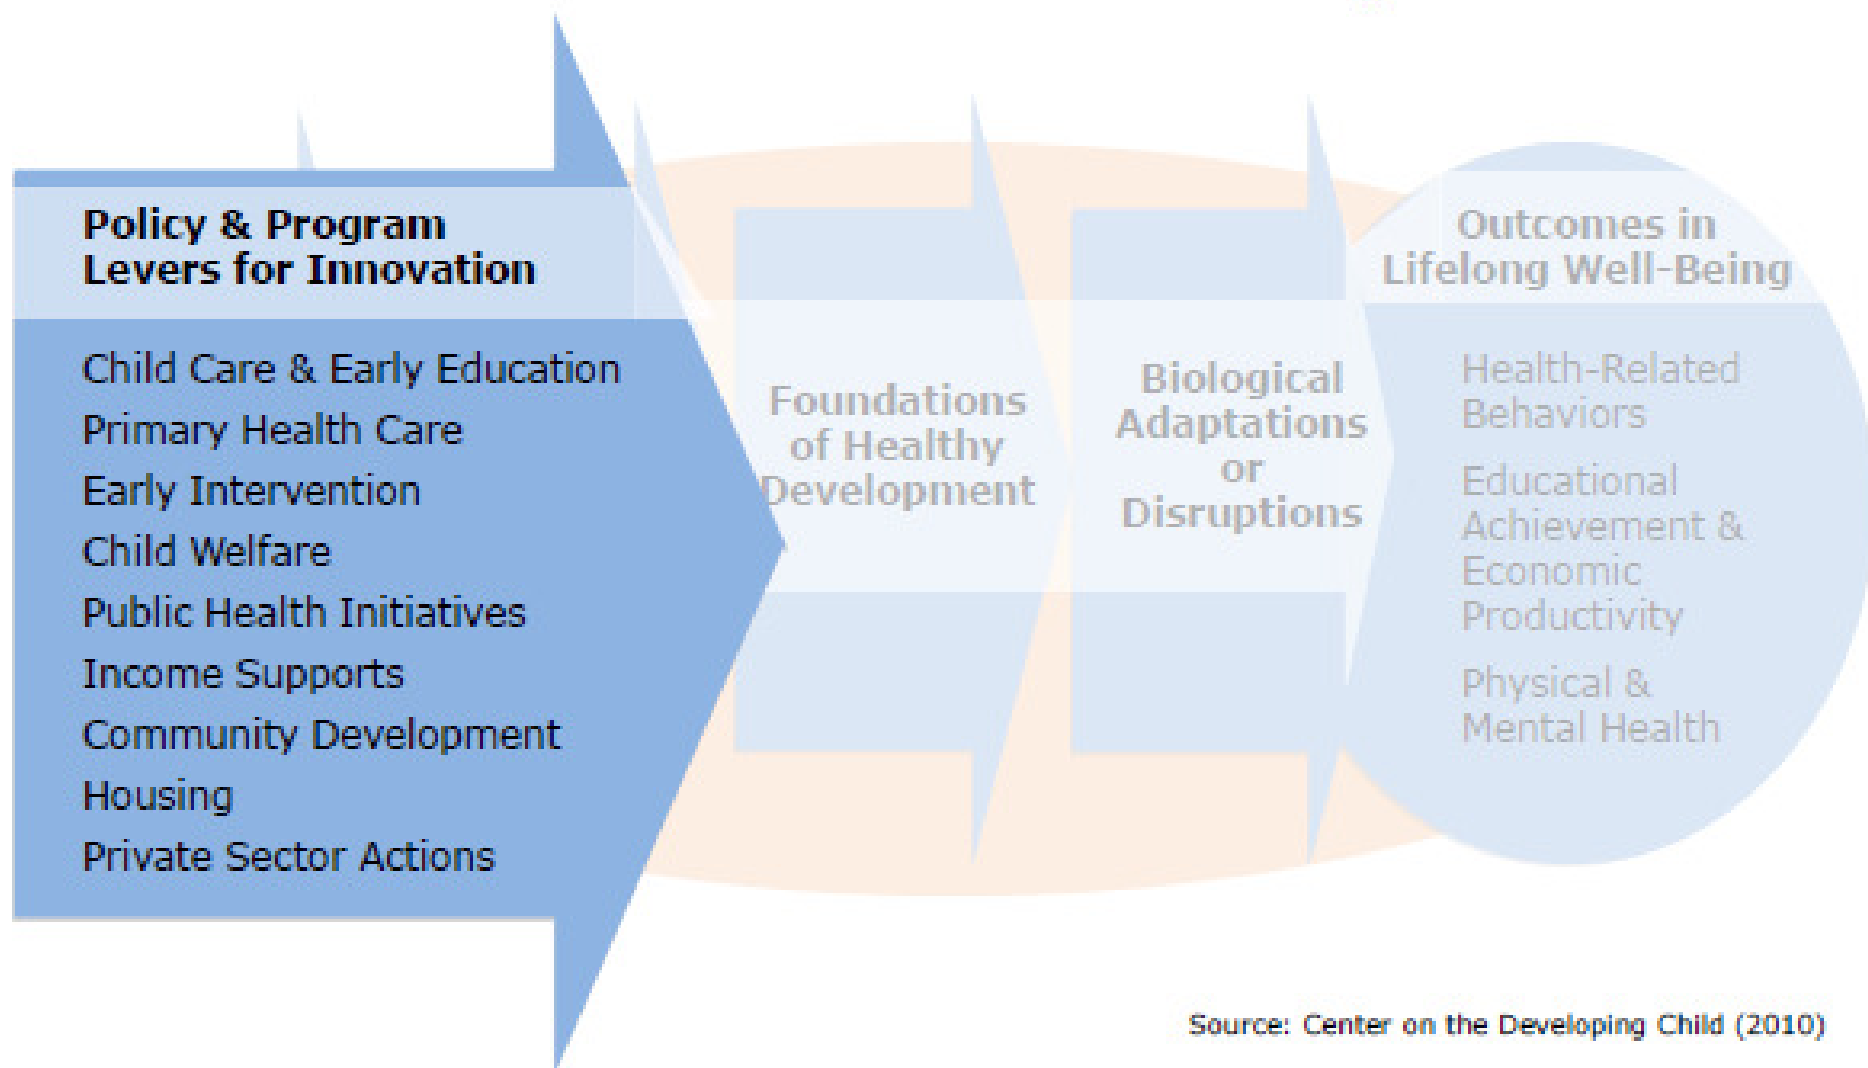 Policy & Program
Levers for Innovation
Child Care & Early Education
Primary Health Care
Early Intervention
Child Welfare
Public Health Initiatives
Income Supports
Community Development
Housing
Private Sector Actions
Foundations
of Healthy
Development
Biological
Adaptations
or
Disruptions
Outcomes in
Lifelong Well-Being
Health-Related
Behaviors
Educational
Achievement &
Economic
Productivity
Physical &
Mental Health
Source: Center on the Developing Child (2010)